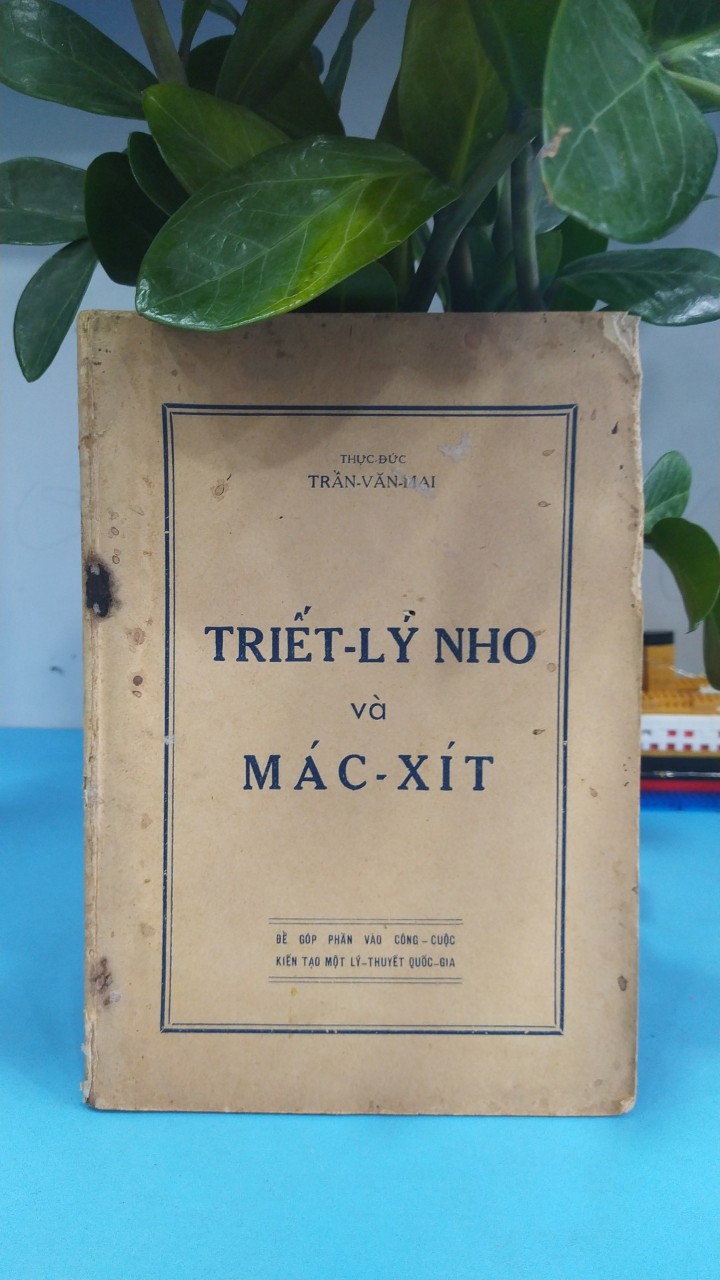 THỰC-ĐỨC
TRẦN-VĂN-MAI
TRIẾT-LÝ NHO
và
MÁC-XÍT
ĐỂ GÓP PHẦN VÀO CÔNG-CUỘC
KIẾN TẠO MỘT LÝ-THUYẾT QUỐC-GIA